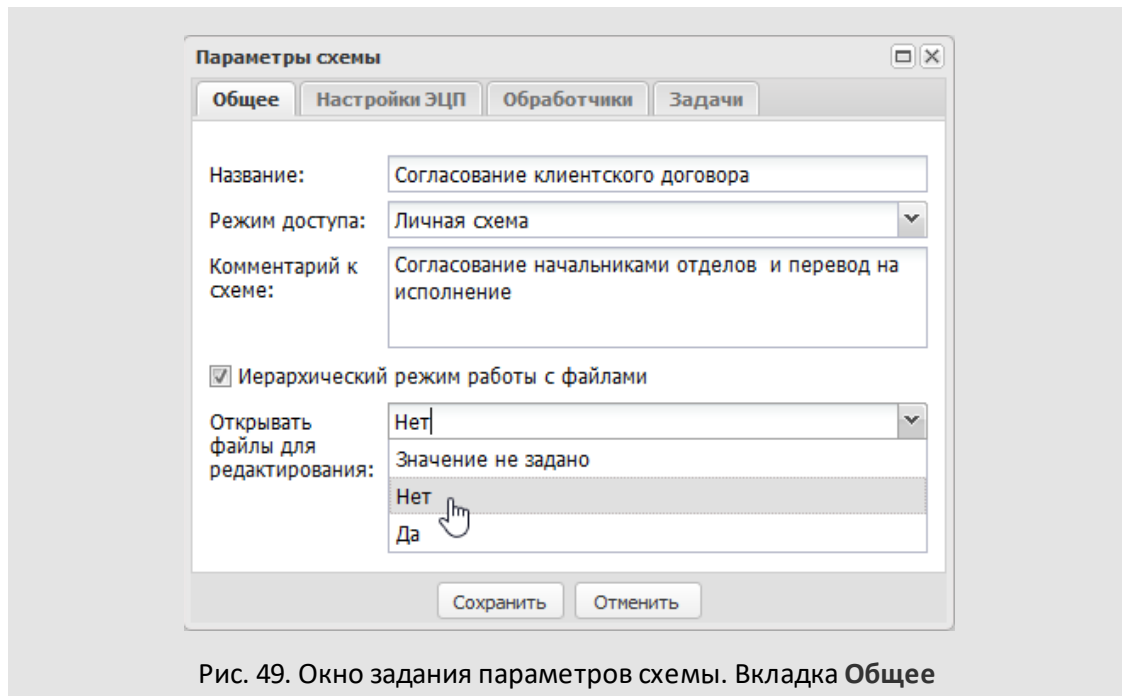 Параметры схемы
Общее Настройки ЭЦП Обработчики Задачи
Название: Согласование клиентского договора
Режим доступа: Личная схема
Комментарий к Согласование начальниками отделов и перевод на
схеме: исполнение
Иерархический режим работы с файлами
Открывать Нет
файлы для
редактирования: Значение не задано
Нет
Да
Сохранить Отменить
Рис. 49. Окно задания параметров схемы. Вкладка Общее